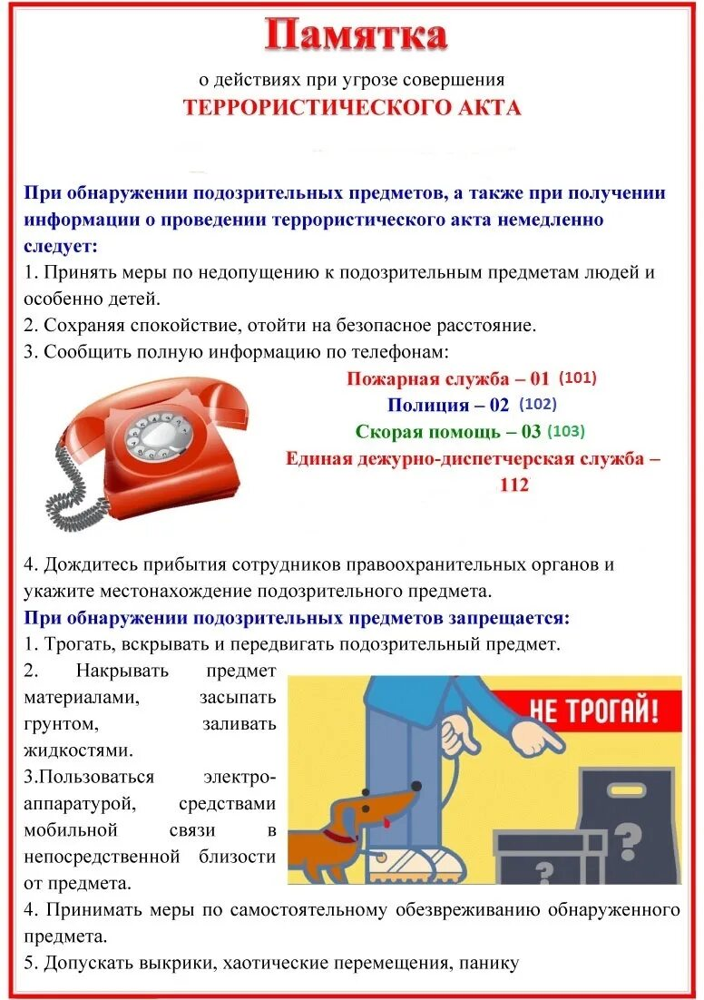 Памятка
о действиях при угрозе совершения
ТЕРРОРИСТИЧЕСКОГО АКТА
При обнаружении подозрительных предметов, а также при получении
информации о проведении террористического акта немедленно
следует:
1. Принять меры по недопущению к подозрительным предметам людей и
особенно детей.
2. Сохраняя спокойствие, отойти на безопасное расстояние.
3. Сообщить полную информацию по телефонам:
Пожарная служба – 01 (101)
Полиция – 02 (102)
Скорая помощь – 03 (103)
Единая дежурно-диспетчерская служба –
112
4. Дождитесь прибытия сотрудников правоохранительных органов и
укажите местонахождение подозрительного предмета.
При обнаружении подозрительных предметов запрещается:
1. Трогать, вскрывать и передвигать подозрительный предмет.
2. Накрывать предмет
материалами, засыпать
грунтом, заливать
жидкостями.
3.Пользоваться электро-
аппаратурой, средствами
мобильной связи в
непосредственной близости
от предмета.
НЕ ТРОГАЙ!
?
?
4. Принимать меры по самостоятельному обезвреживанию обнаруженного
предмета.
5. Допускать выкрики, хаотические перемещения, панику